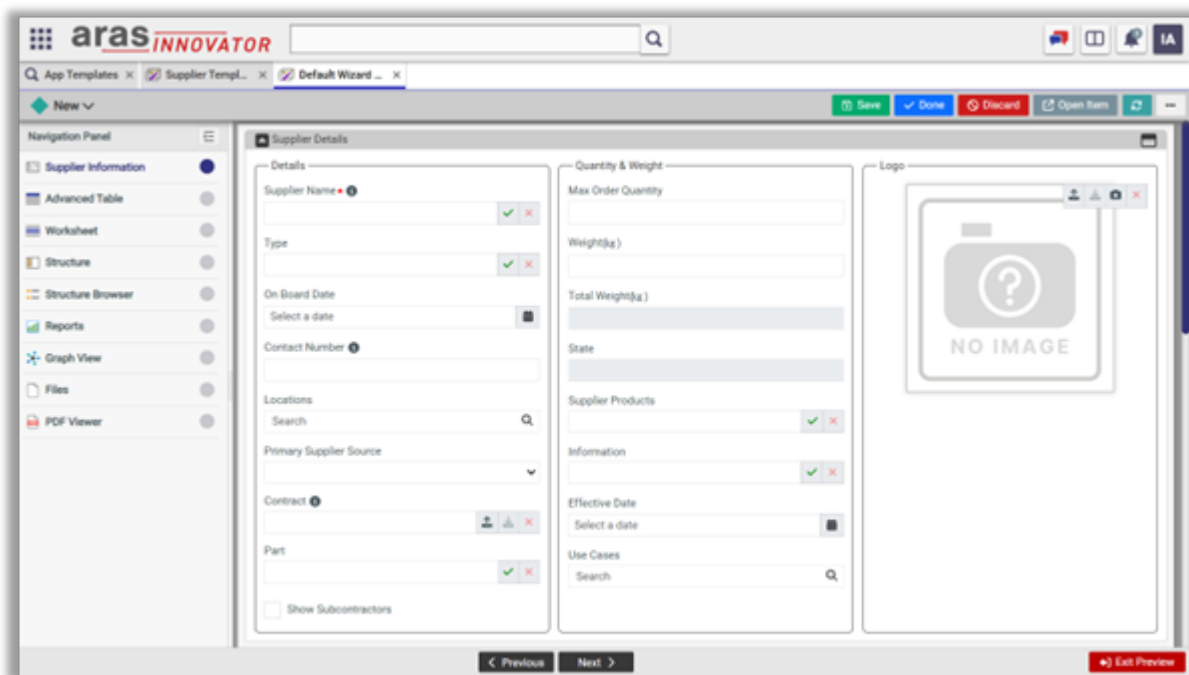 aras INNOVATOR
IA
App Templates
Supplier Templ...
Default Wizard ...
New
Save
Done
Discard
Open Item
Navigation Panel
Supplier Information
Advanced Table
Worksheet
Structure
Structure Browser
Reports
Graph View
Files
PDF Viewer
Supplier Details
Details
Supplier Name
Type
On Board Date
Select a date
Contact Number
Locations
Search
Primary Supplier Source
Contract
Part
Show Subcontractors
Quantity & Weight
Max Order Quantity
Weight(kg)
Total Weight(kg)
State
Supplier Products
Information
Effective Date
Select a date
Use Cases
Search
Logo
NO IMAGE
Previous
Next
Exit Preview